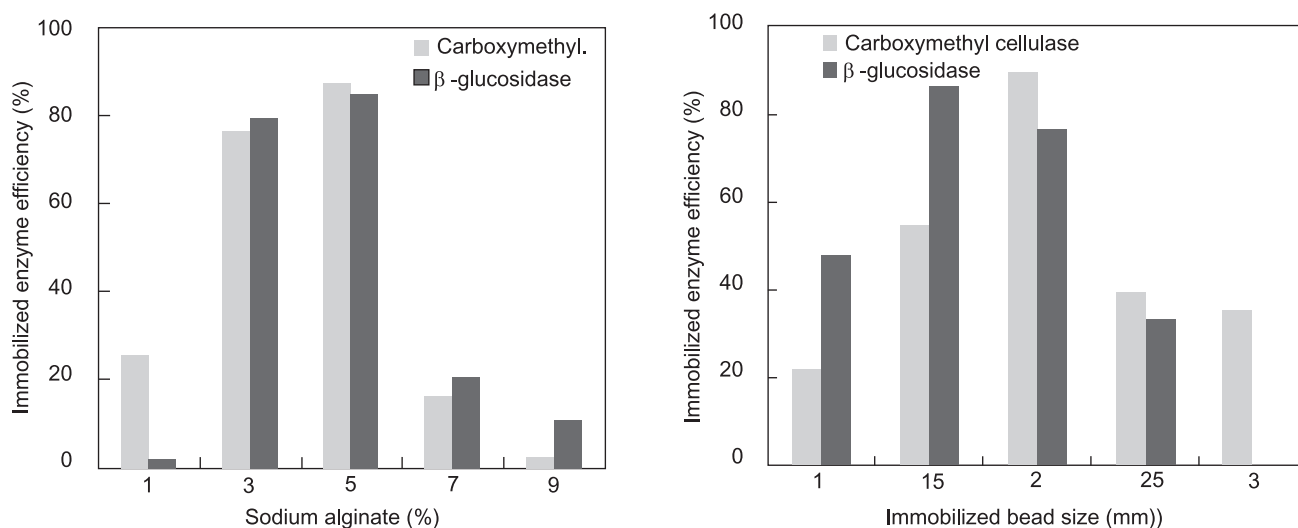 100
80
60
40
20
0
Immobilized enzyme efficiency (%)
Carboxymethyl.
β -glucosidase
1 3 5 7 9
Sodium alginate (%)
100
80
60
40
20
0
Immobilized enzyme efficiency (%)
Carboxymethyl cellulase
β -glucosidase
1 15 2 25 3
Immobilized bead size (mm))